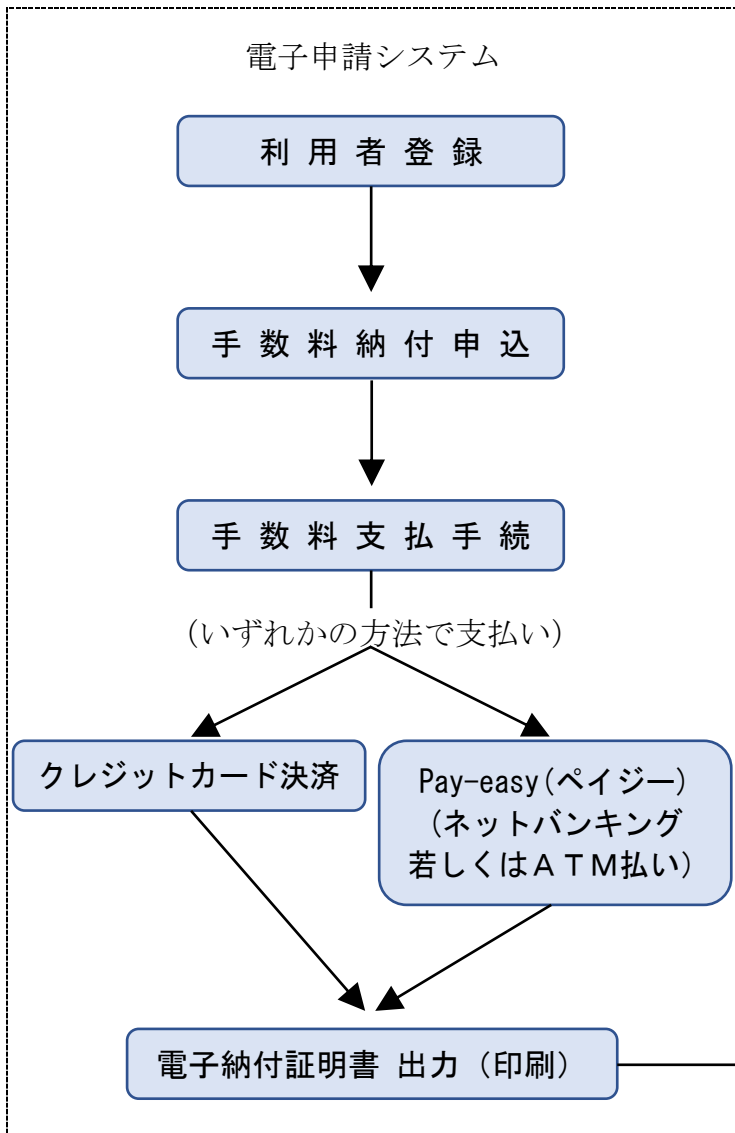 電子申請システム
利用者登録
手数料納付申込
手数料支払手続
(いずれかの方法で支払い)
クレジットカード決済
Pay-easy(ペイジー)
(ネットバンキング
若しくはＡＴＭ払い)
電子納付証明書 出力（印刷）